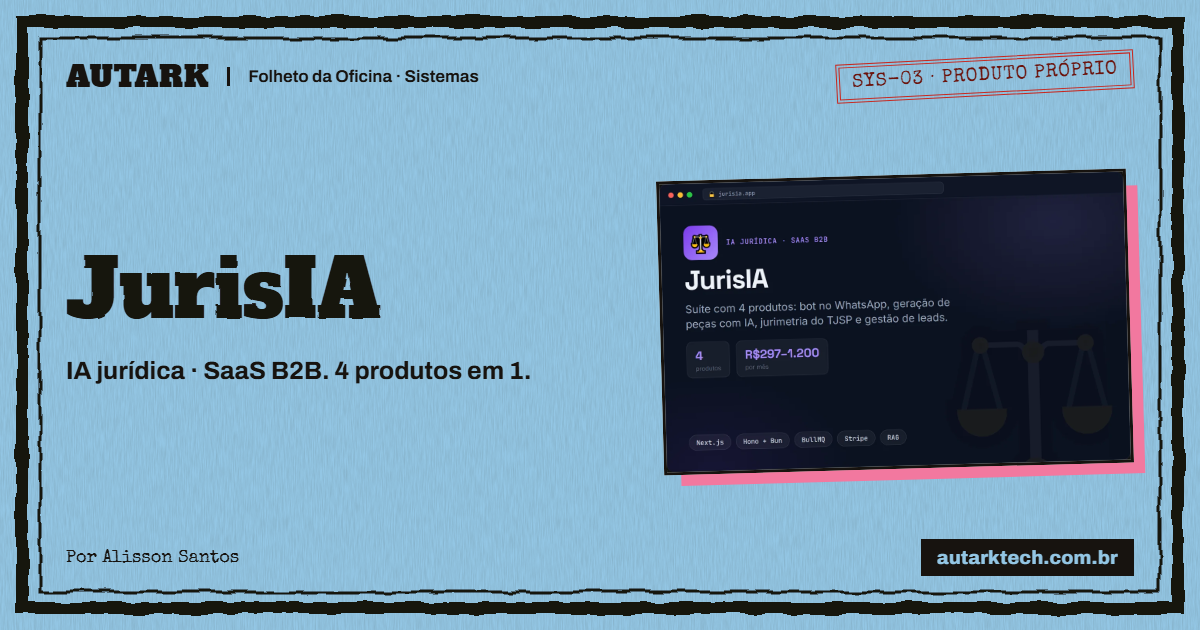 AUTARK
Folheto da Oficina · Sistemas
SYS-03 · PRODUTO PRÓPRIO
JurisIA
IA jurídica · SaaS B2B. 4 produtos em 1.
jurisia.app
IA JURÍDICA · SAAS B2B
JurisIA
Suíte com 4 produtos: bot no WhatsApp, geração de
peças com IA, jurimetria do TJSP e gestão de leads.
4
produtos
R$297–1.200
por mês
Next.js
Hono + Bun
BullMQ
Stripe
RAG
Por Alisson Santos
autarktech.com.br